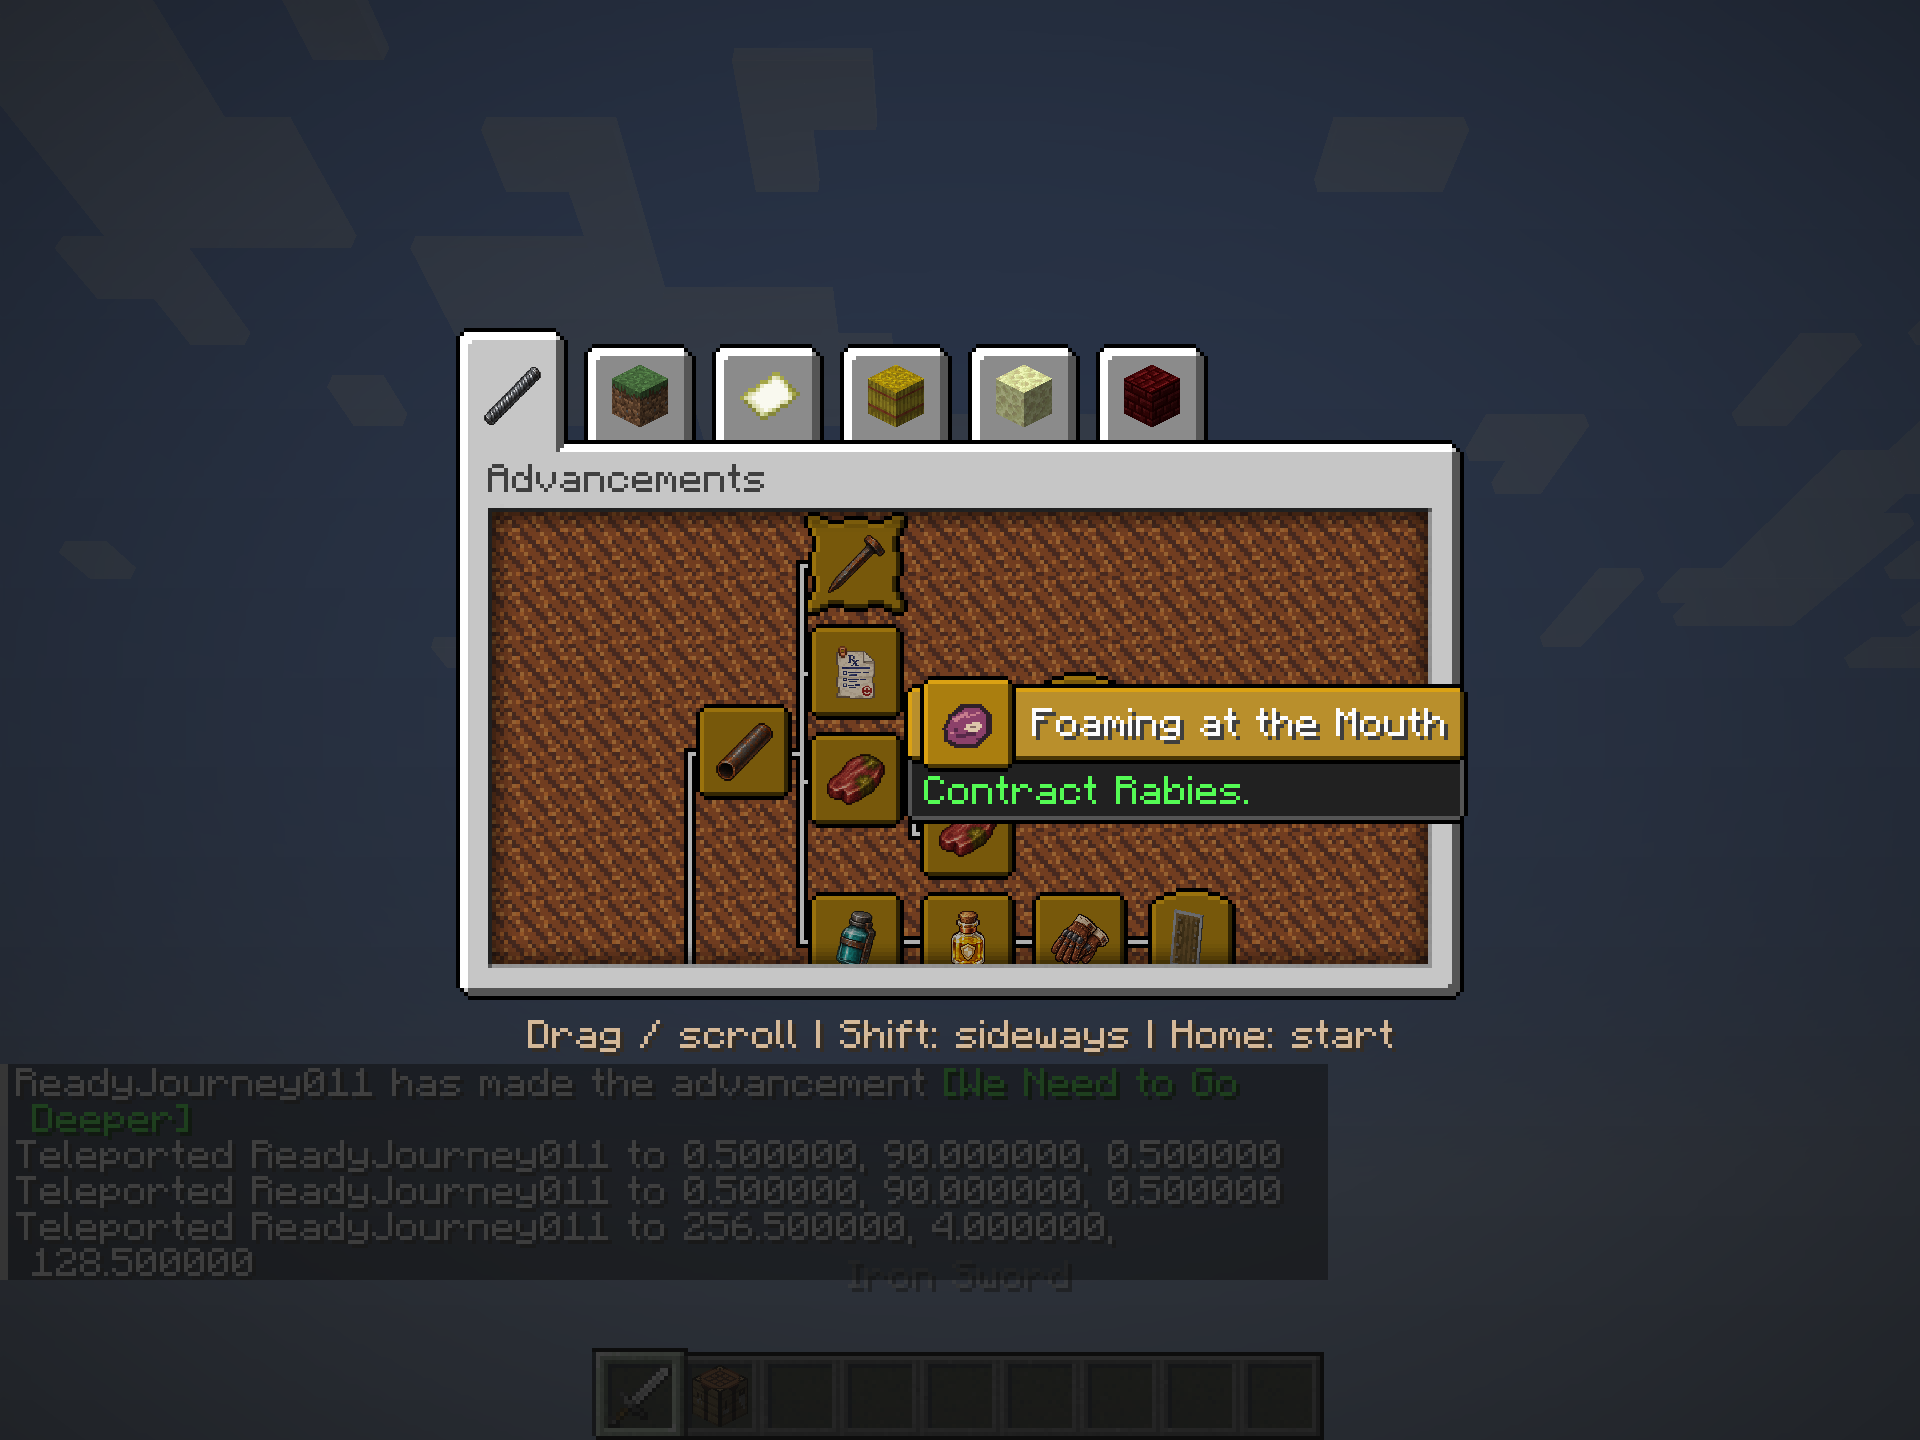 Advancements
Rx
Foaming at the Mouth
Contract Rabies.
Drag / scroll | Shift: sideways | Home: start
ReadyJourney011 has made the advancement [We Need to Go
Deeper]
Teleported ReadyJourney011 to 0.500000, 90.000000, 0.500000
Teleported ReadyJourney011 to 0.500000, 90.000000, 0.500000
Teleported ReadyJourney011 to 256.500000, 4.000000,
128.500000
Iron Sword